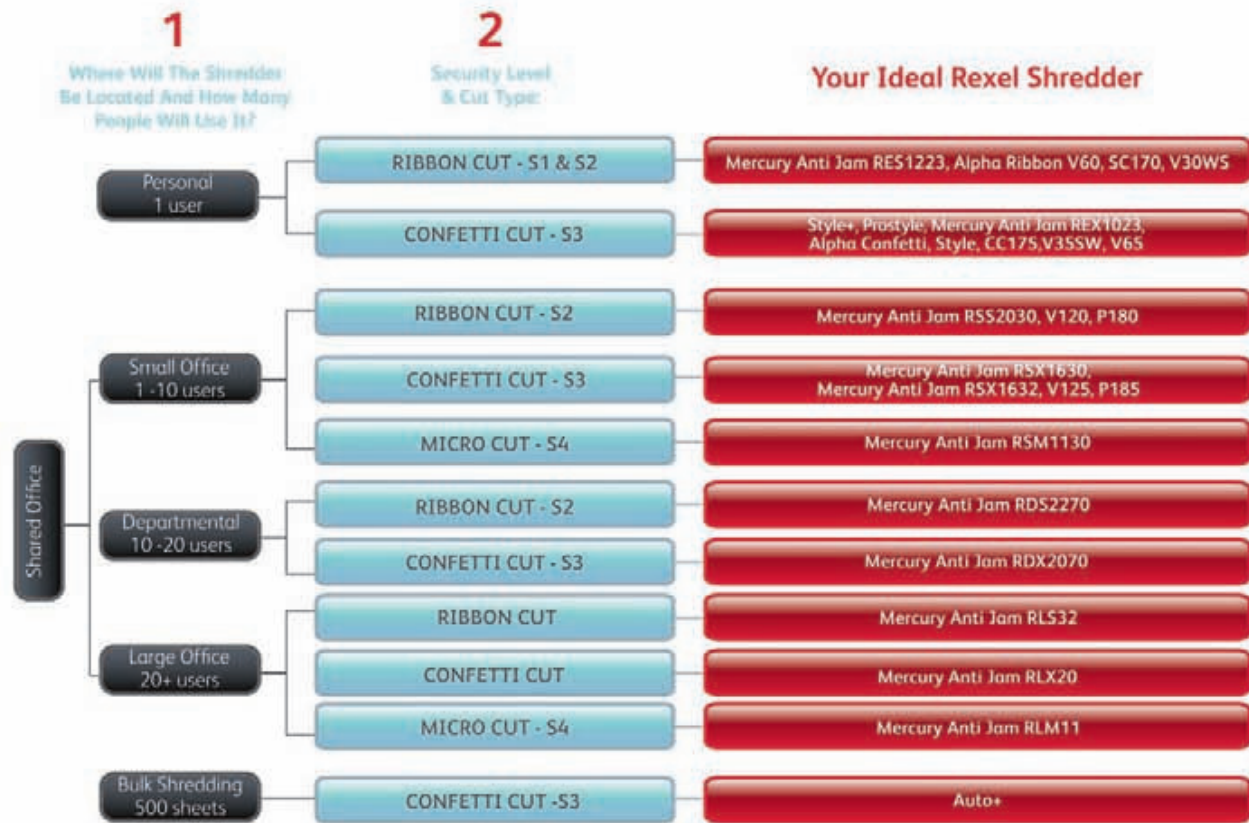 1
Where Will The Shredder
Be Located And How Many
People Will Use It?
2
Security Level
& Cut Type:
Your Ideal Rexel Shredder
Personal
1 user
RIBBON CUT - S1 & S2
Mercury Anti Jam RES1223, Alpha Ribbon V60, SC170, V30WS
CONFETTI CUT - S3
Style+, Prostyle, Mercury Anti Jam REX1023,
Alpha Confetti, Style, CC175,V35SW, V65
Shared Office
Small Office
1 -10 users
RIBBON CUT - S2
Mercury Anti Jam RSS2030, V120, P180
CONFETTI CUT - S3
Mercury Anti Jam RSX1630,
Mercury Anti Jam RSX1632, V125, P185
MICRO CUT - S4
Mercury Anti Jam RSM1130
Departmental
10 -20 users
RIBBON CUT - S2
Mercury Anti Jam RDS2270
CONFETTI CUT - S3
Mercury Anti Jam RDX2070
Large Office
20+ users
RIBBON CUT
Mercury Anti Jam RLS32
CONFETTI CUT
Mercury Anti Jam RLX20
MICRO CUT - S4
Mercury Anti Jam RLM11
Bulk Shredding
500 sheets
CONFETTI CUT -S3
Auto+